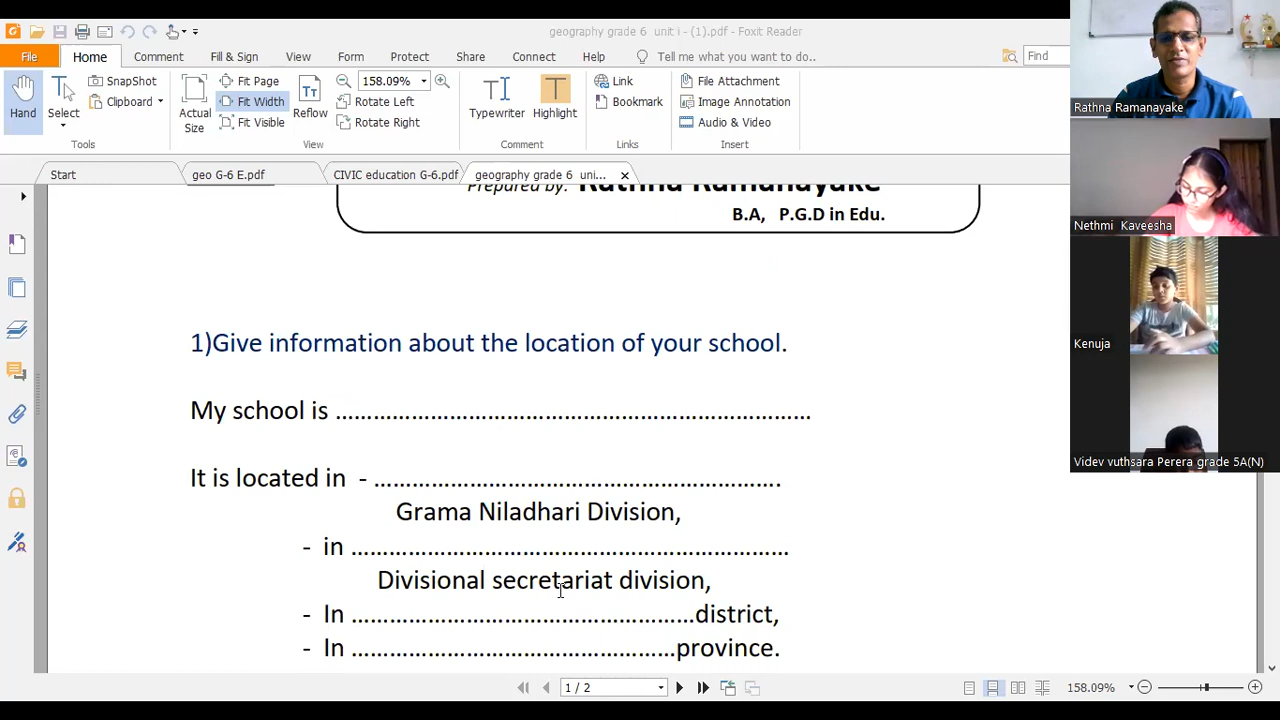 geography grade 6 unit i - (1).pdf - Foxit Reader
File Home Comment Fill & Sign View Form Protect Share Connect Help Tell me what you want to do.. Find
Hand
Select
SnapShot
Clipboard
Tools
Actual Size
Fit Page
Fit Width
Fit Visible
Reflow
158.09%
Rotate Left
Rotate Right
View
Typewriter
Highlight
Comment
Link
Bookmark
Links
File Attachment
Image Annotation
Audio & Video
Insert
Start geo G-6 E.pdf CIVIC education G-6.pdf geography grade 6 uni...
Prepared by: Rathna Ramanayake
B.A, P.G.D in Edu.
1)Give information about the location of your school.
My school is ……………………………………………………………
It is located in - …………………………………………………….
Grama Niladhari Division,
- in ………………………………………………………
Divisional secretariat division,
- In ……………………………………………district,
- In …………………………………………province.
1 / 2
158.09%
Rathna Ramanayake
Nethmi Kaveesha
Kenuja
Videv vuthsara Perera grade 5A(N)